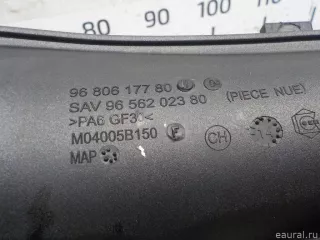 80 90 100
96 806 177 80
SAV 96 562 023 80 (PIECE NUE)
>PA6 GF30<
M04005B150 F CH 14
MAP
eaural.ru